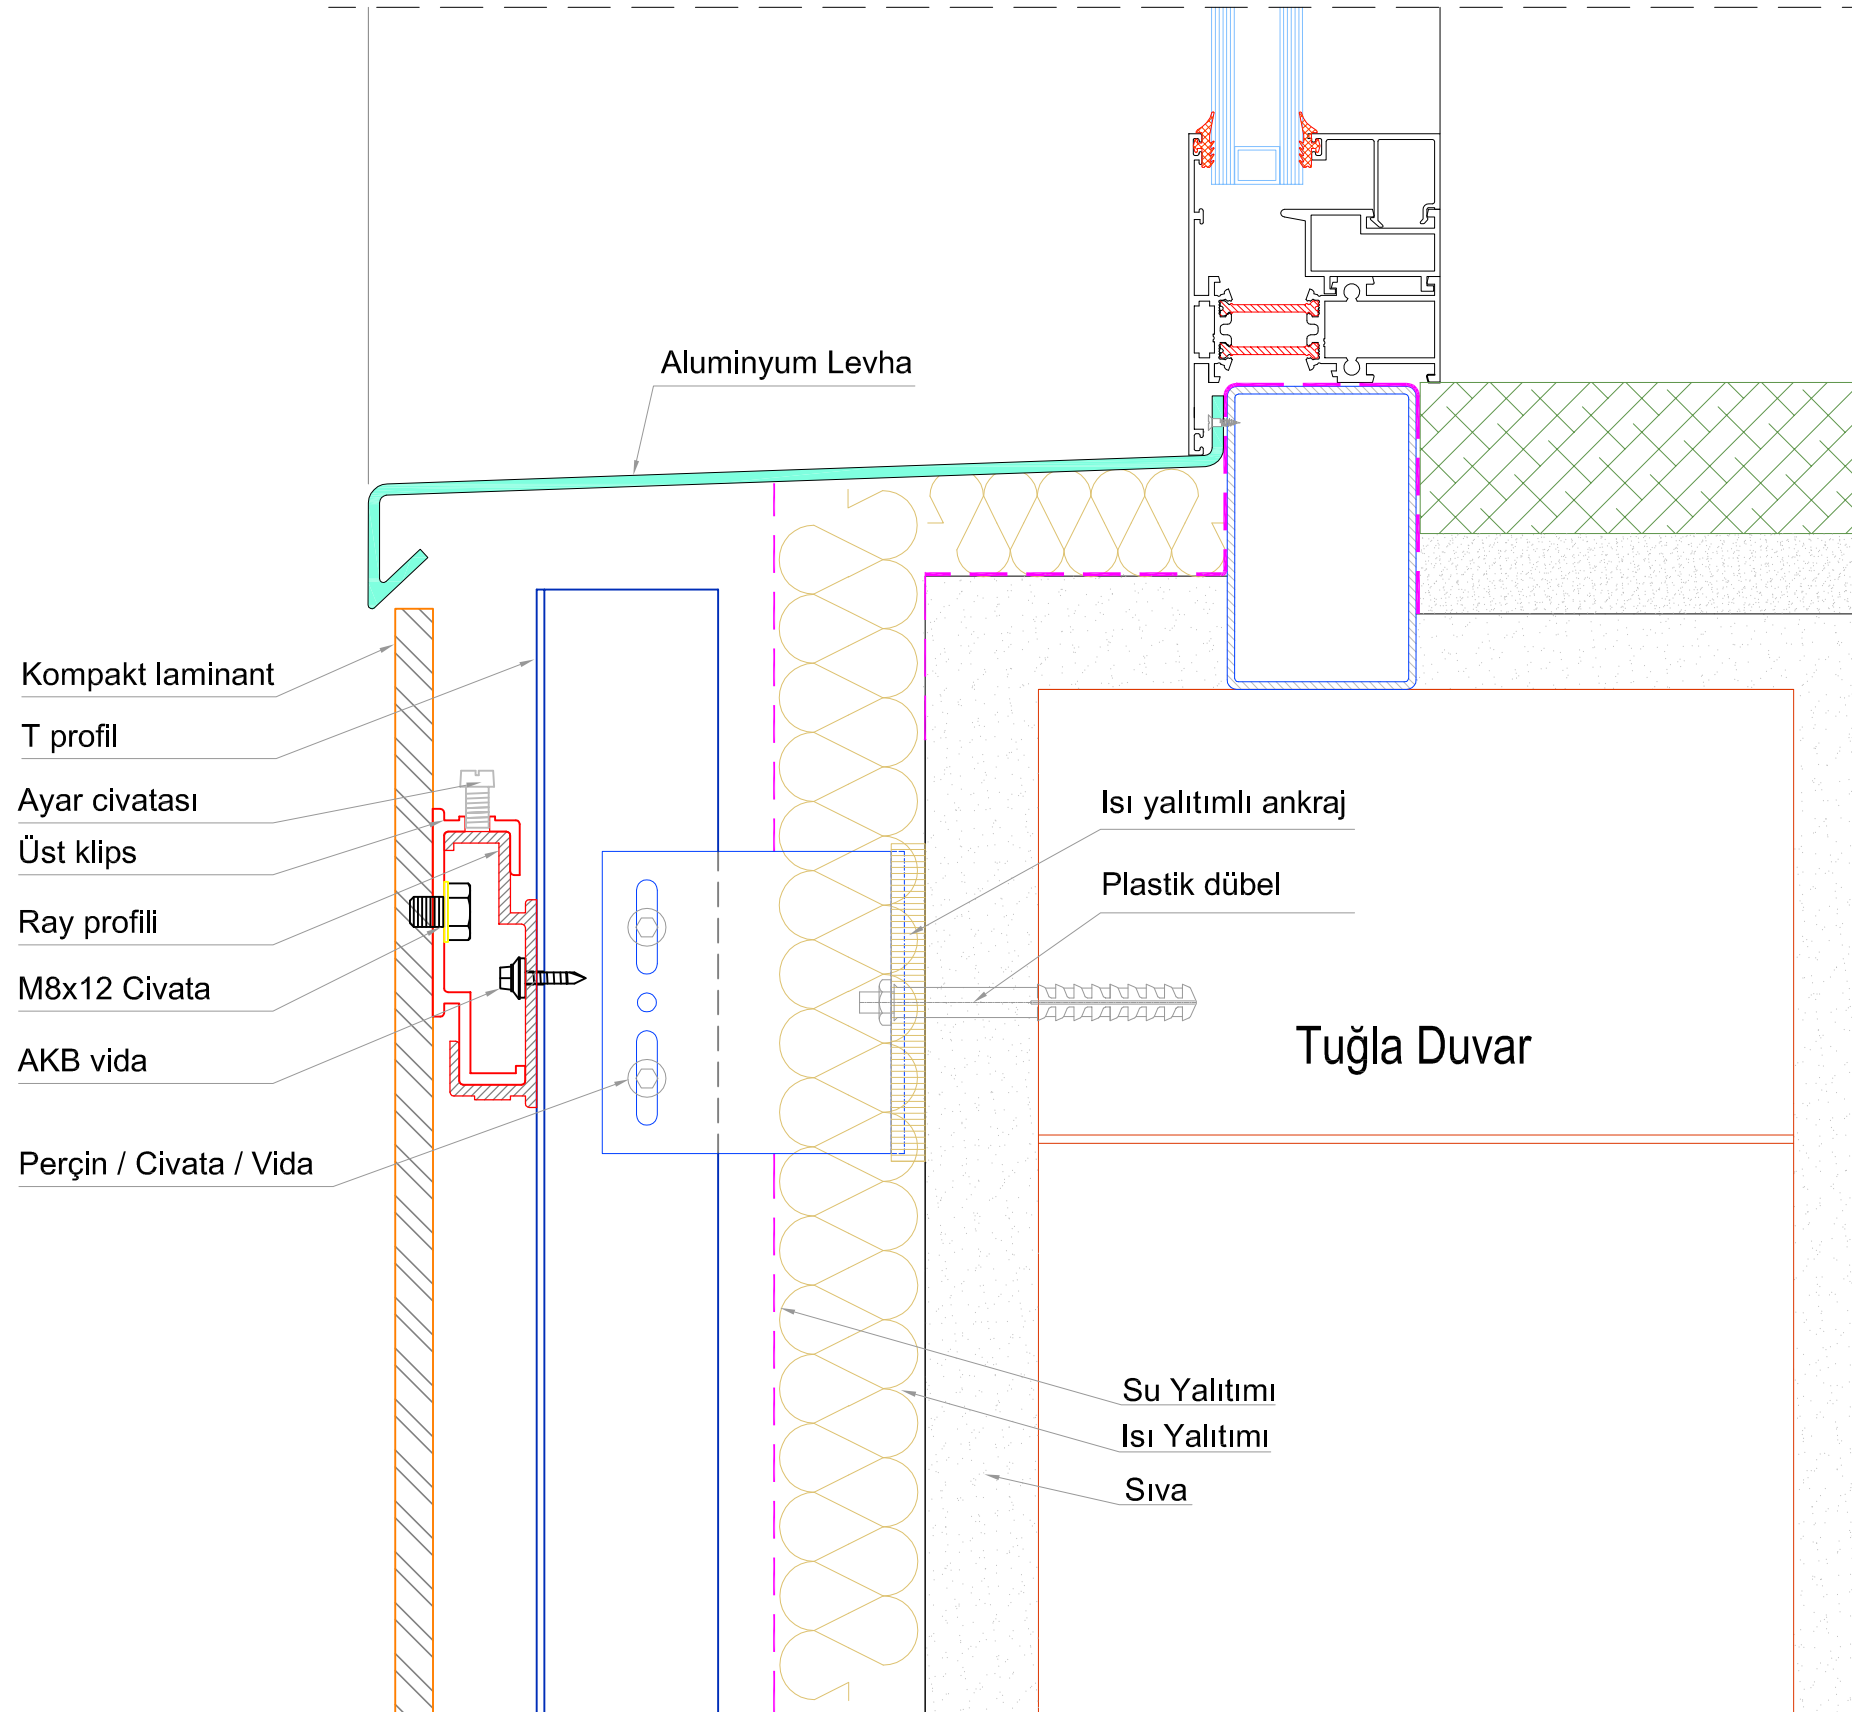 Aluminyum Levha
Kompakt laminant
T profil
Ayar civatası
Üst klips
Ray profili
M8x12 Civata
AKB vida
Perçin / Civata / Vida
Isı yalıtımlı ankraj
Plastik dübel
Tuğla Duvar
Su Yalıtımı
Isı Yalıtımı
Sıva